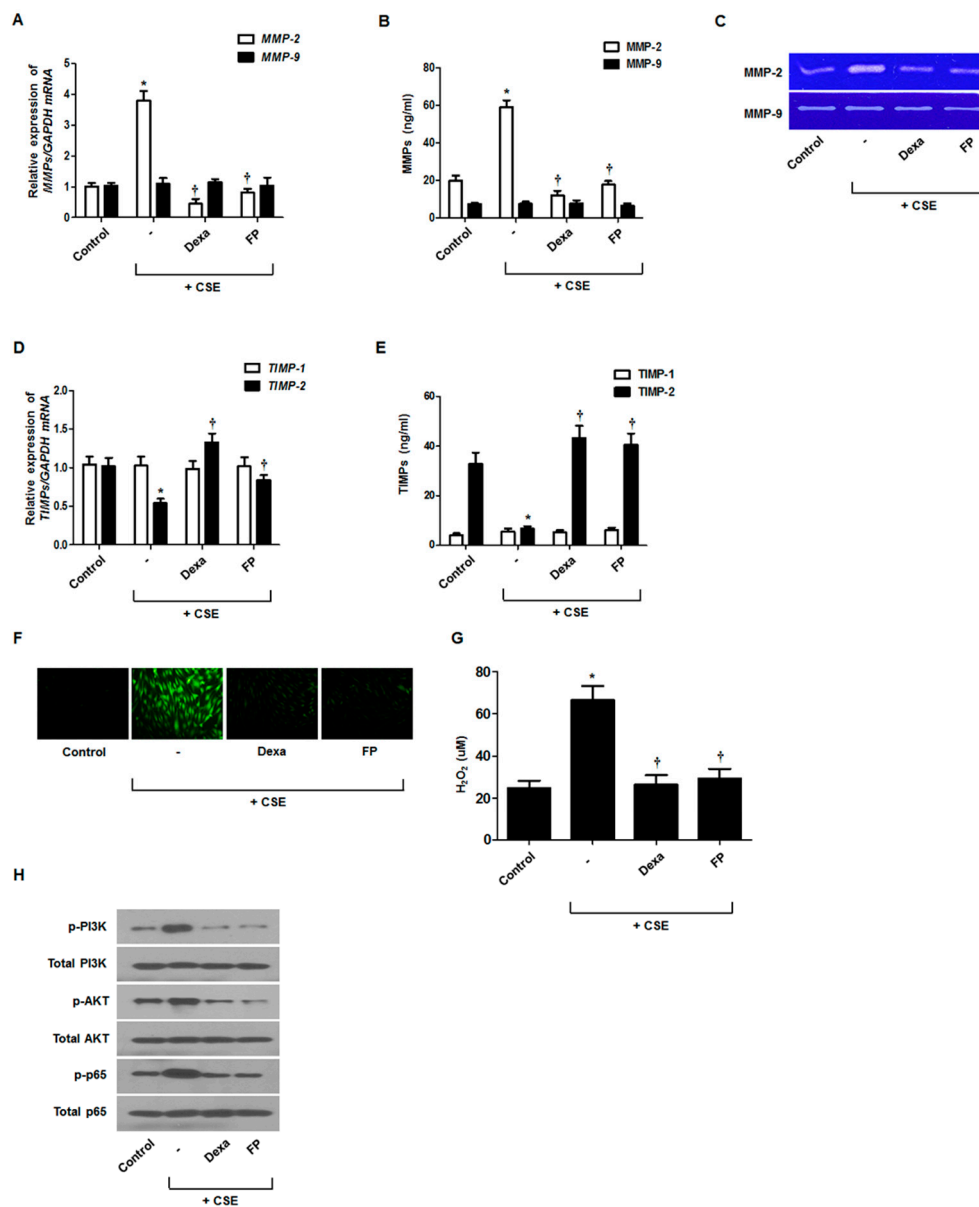 A
MMP-2
MMP-9
Relative expression of
MMPs/GAPDH mRNA
5
4
3
2
1
0
*
†
†
Control
-
Dexa
FP
+ CSE
B
MMP-2
MMP-9
MMPs (ng/ml)
80
60
40
20
0
*
†
†
Control
-
Dexa
FP
+ CSE
C
MMP-2
MMP-9
Control
-
Dexa
FP
+ CSE
D
TIMP-1
TIMP-2
Relative expression of
TIMPs/GAPDH mRNA
2.0
1.5
1.0
0.5
0.0
*
†
†
Control
-
Dexa
FP
+ CSE
E
TIMP-1
TIMP-2
TIMPs (ng/ml)
60
40
20
0
*
†
†
Control
-
Dexa
FP
+ CSE
F
Control
-
Dexa
FP
+ CSE
G
H₂O₂ (uM)
80
60
40
20
0
*
†
†
Control
-
Dexa
FP
+ CSE
H
p-PI3K
Total PI3K
p-AKT
Total AKT
p-p65
Total p65
Control
-
Dexa
FP
+ CSE